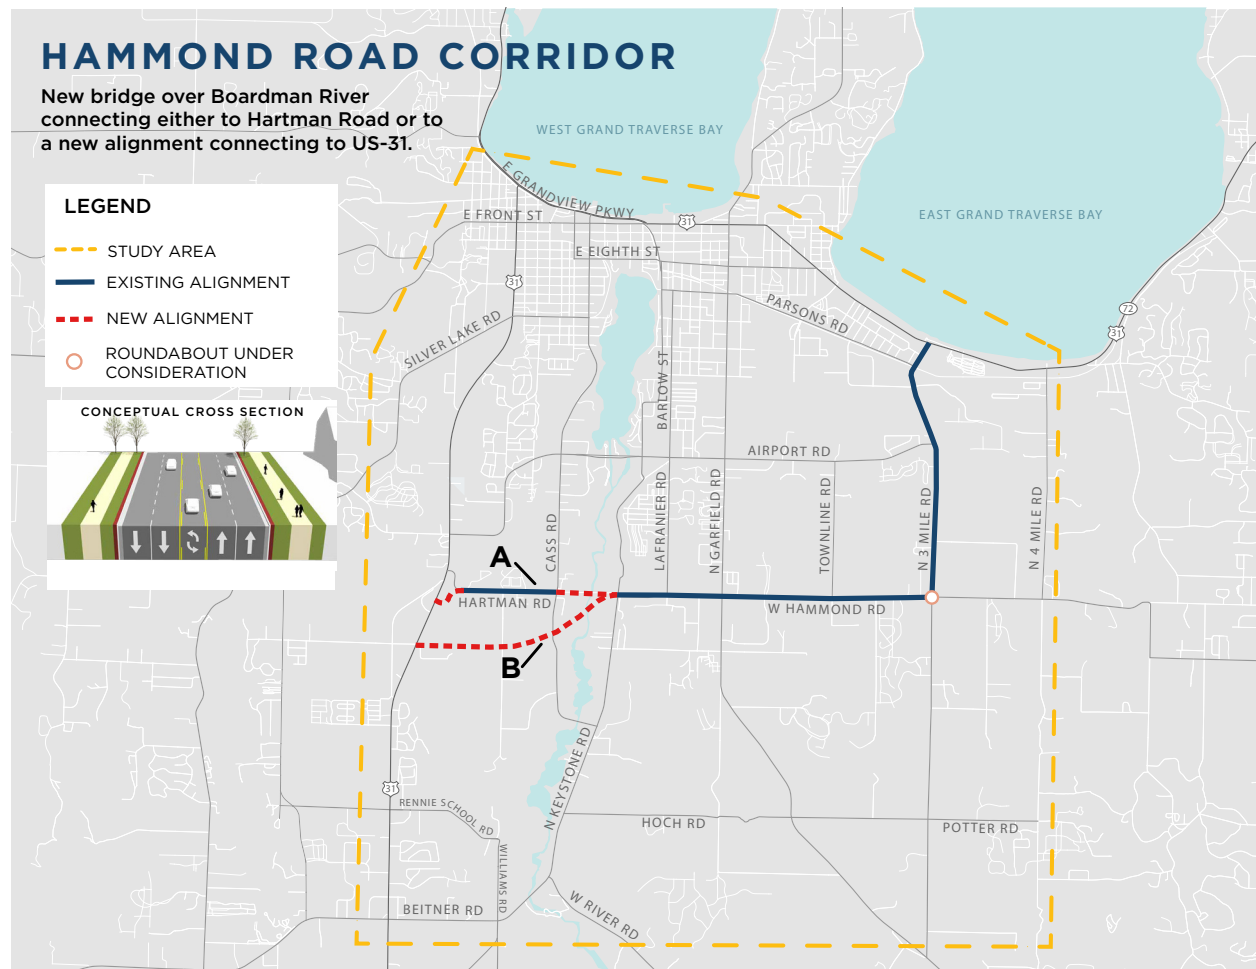 HAMMOND ROAD CORRIDOR
New bridge over Boardman River
connecting either to Hartman Road or to
a new alignment connecting to US-31.
LEGEND
STUDY AREA
EXISTING ALIGNMENT
NEW ALIGNMENT
ROUNDABOUT UNDER
CONSIDERATION
CONCEPTUAL CROSS SECTION
WEST GRAND TRAVERSE BAY
EAST GRAND TRAVERSE BAY
E GRANDVIEW PKWY
E FRONT ST
31
E EIGHTH ST
31
PARSONS RD
72
31
SILVER LAKE RD
BARLOW ST
AIRPORT RD
CASS RD
LAFRANIER RD
N GARFIELD RD
TOWNLINE RD
N 3 MILE RD
N 4 MILE RD
A
HARTMAN RD
W HAMMOND RD
B
31
N KEYSTONE RD
RENNIE SCHOOL RD
HOCH RD
POTTER RD
WILLIAMS RD
BEITNER RD
W RIVER RD